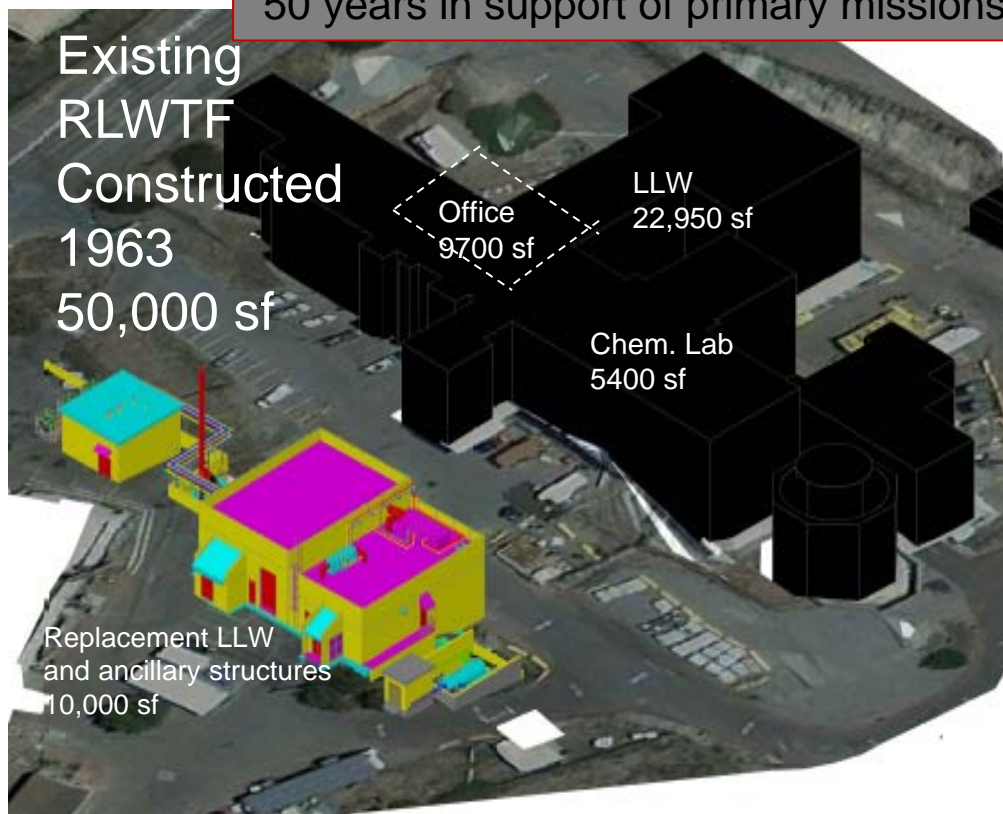 50 years in support of primary missions
Existing
RLWTF
Constructed
1963
50,000 sf
Office
9700 sf
LLW
22,950 sf
Chem. Lab
5400 sf
Replacement LLW
and ancillary structures
10,000 sf